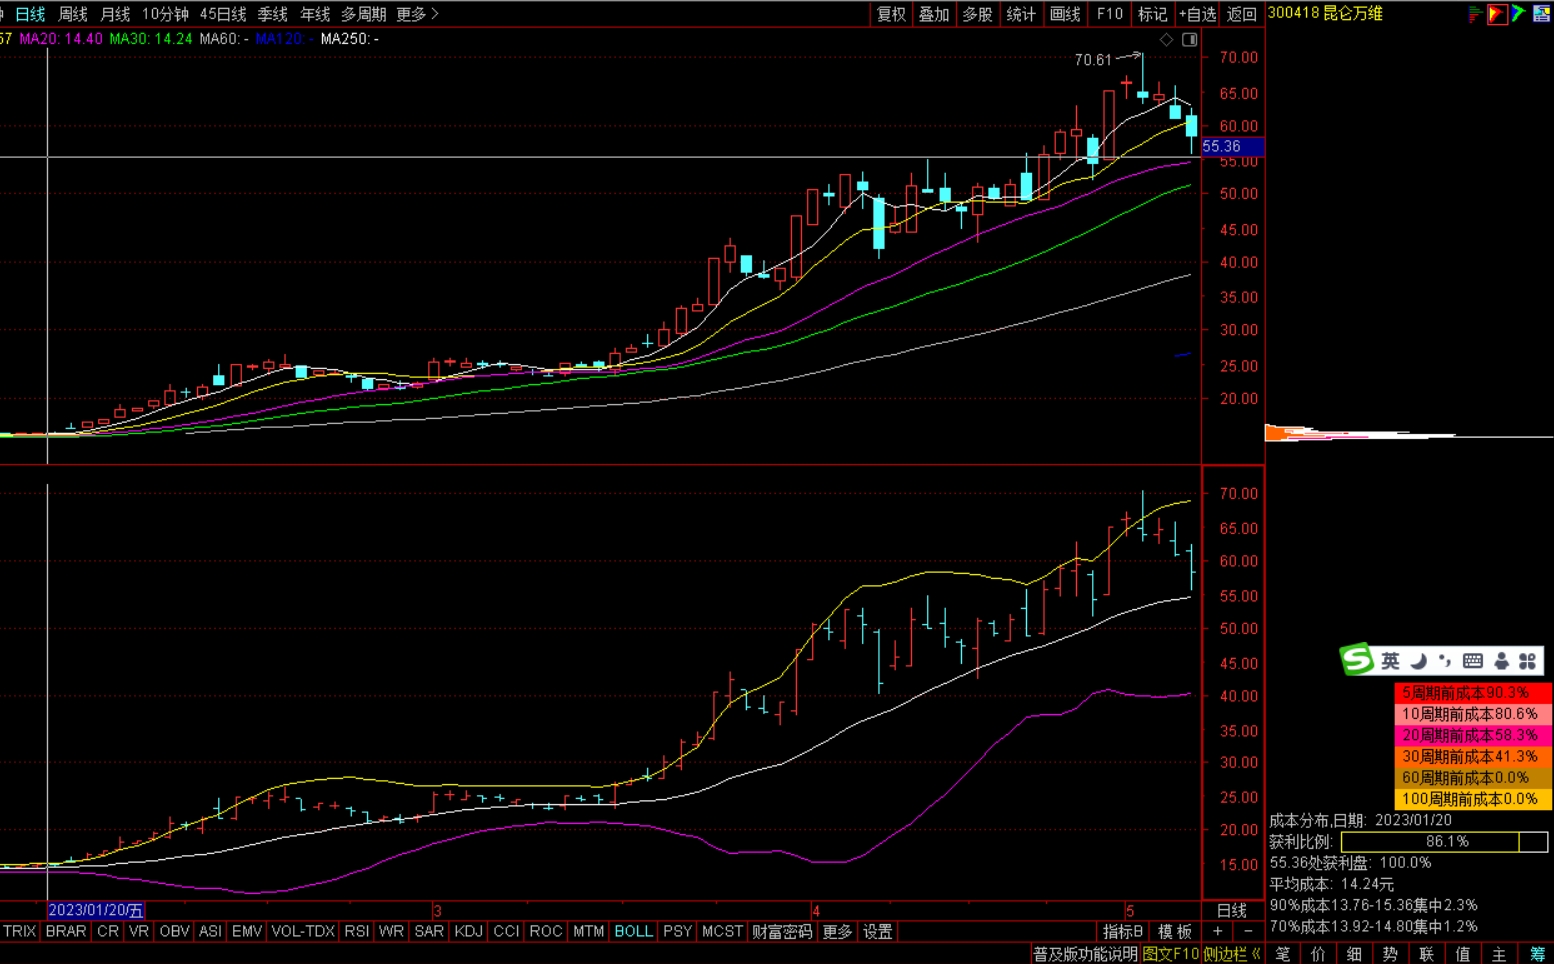 日线 周线 月线 10分钟 45日线 季线 年线 多周期 更多 〉 复权 叠加 多股 统计 画线 F10 标记 +自选 返回 300418 昆仑万维
57 MA20: 14.40 MA30: 14.24 MA60: - MA120: - MA250: -
70.61
70.00
65.00
60.00
55.36
55.00
50.00
45.00
40.00
35.00
30.00
25.00
20.00
70.00
65.00
60.00
55.00
50.00
45.00
40.00
35.00
30.00
25.00
20.00
15.00
S 英
5周期前成本90.3%
10周期前成本80.6%
20周期前成本58.3%
30周期前成本41.3%
60周期前成本0.0%
100周期前成本0.0%
成本分布,日期: 2023/01/20
获利比例: 86.1%
55.36处获利盘: 100.0%
平均成本: 14.24元
90%成本13.76-15.36集中2.3%
70%成本13.92-14.80集中1.2%
2023/01/20/五 3 4 5 日线
TRIX BRAR CR VR OBV ASI EMV VOL-TDX RSI WR SAR KDJ CCI ROC MTM BOLL PSY MCST 财富密码 更多 设置 指标B 模板 + -
普及版功能说明 图文F10 侧边栏《 笔 价 细 势 联 值 主 筹